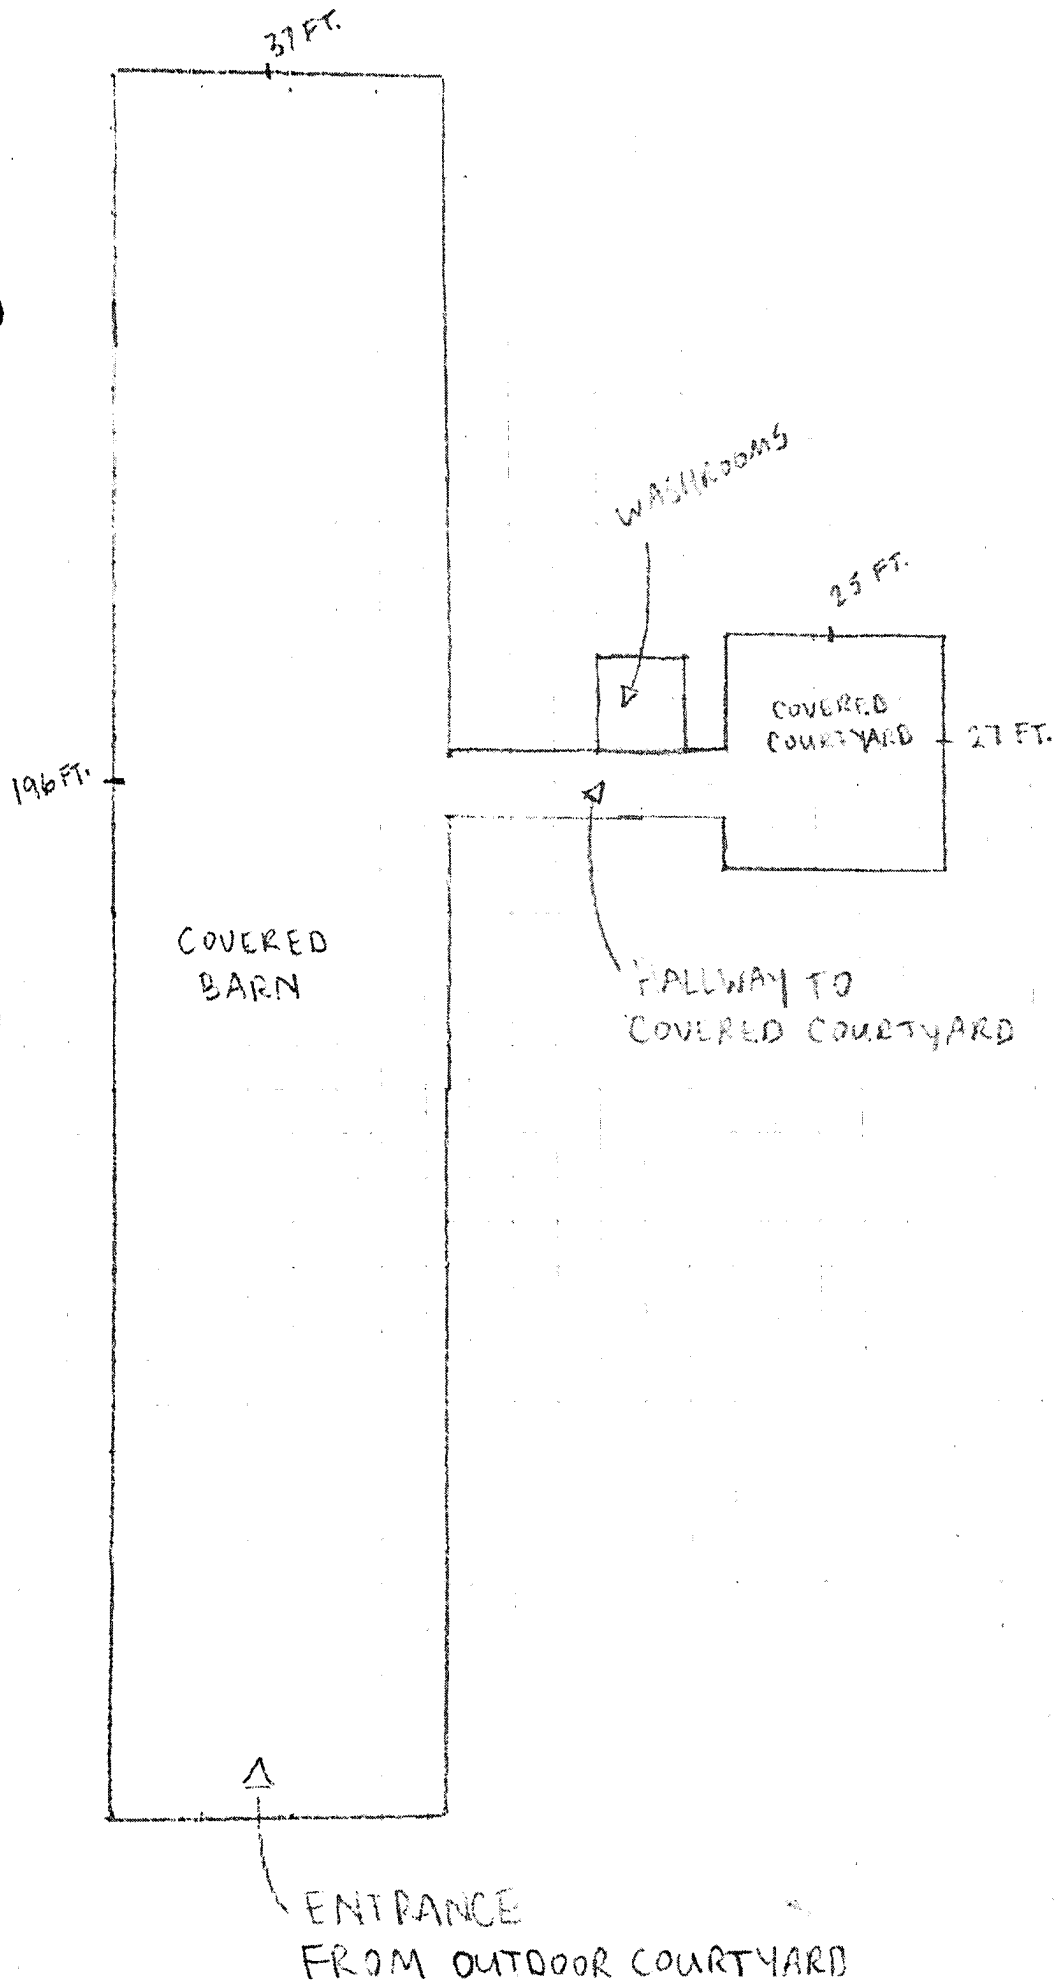 37 FT.
WASHROOMS
25 FT.
COVERED
COURTYARD
27 FT.
196 FT.
COVERED
BARN
HALLWAY TO
COVERED COURTYARD
ENTRANCE
FROM OUTDOOR COURTYARD